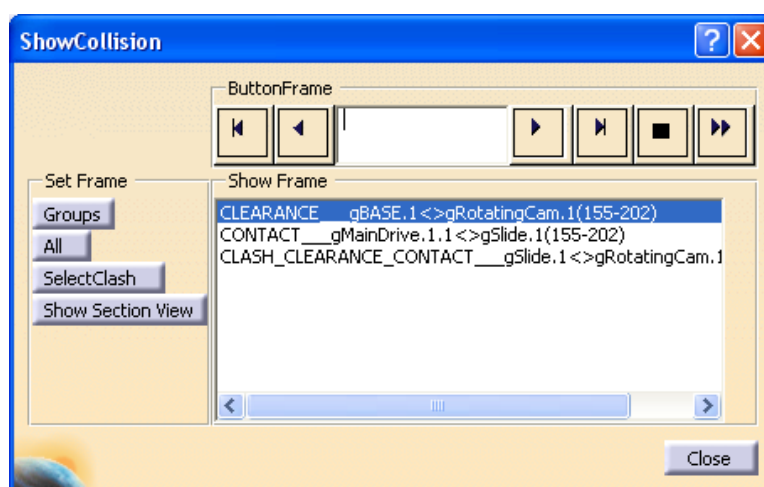 ShowCollision
ButtonFrame
Set Frame
Groups
All
SelectClash
Show Section View
Show Frame
CLEARANCE___gBASE.1<>gRotatingCam.1(155-202)
CONTACT___gMainDrive.1.1<>gSlide.1(155-202)
CLASH_CLEARANCE_CONTACT___gSlide.1<>gRotatingCam.1
Close